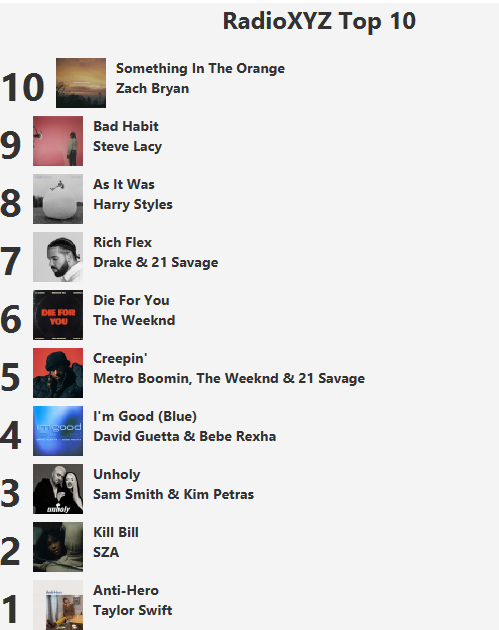 RadioXYZ Top 10
10
Something In The Orange
Zach Bryan
9
Bad Habit
Steve Lacy
8
As It Was
Harry Styles
7
Rich Flex
Drake & 21 Savage
6
DIE FOR
YOU
Die For You
The Weeknd
5
Creepin'
Metro Boomin, The Weeknd & 21 Savage
4
i'm good
I'm Good (Blue)
David Guetta & Bebe Rexha
3
unholy
Unholy
Sam Smith & Kim Petras
2
Kill Bill
SZA
1
Anti-Hero
Taylor Swift